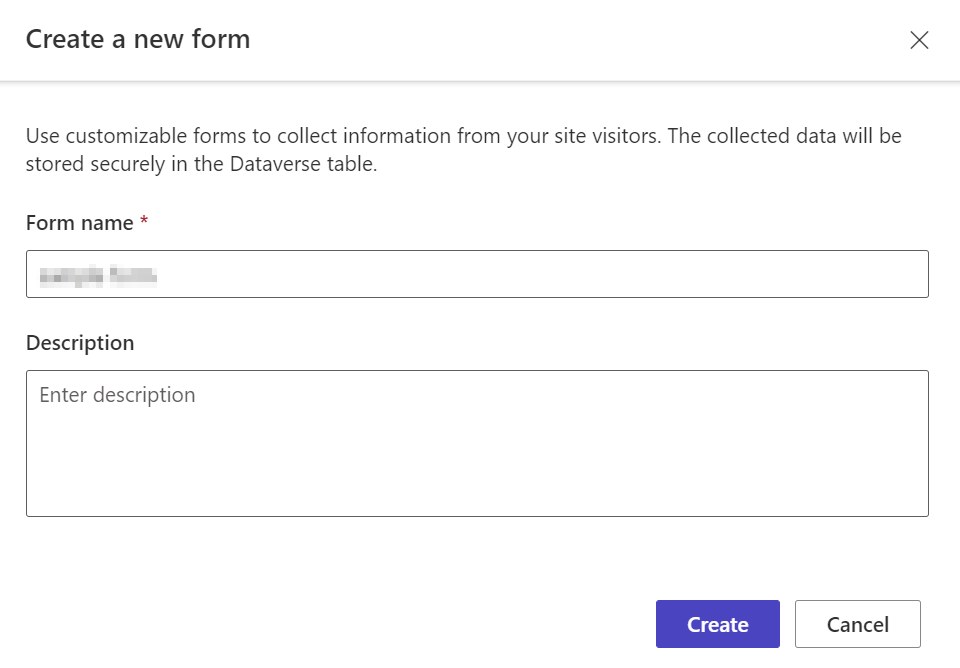 Create a new form
Use customizable forms to collect information from your site visitors. The collected data will be
stored securely in the Dataverse table.
Form name *
Description
Enter description
Create
Cancel